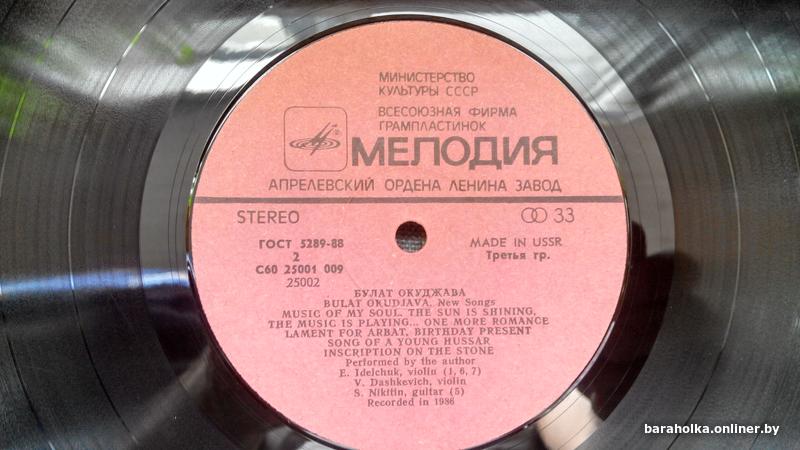 МИНИСТЕРСТВО
КУЛЬТУРЫ СССР
ВСЕСОЮЗНАЯ ФИРМА
ГРАМПЛАСТИНОК
МЕЛОДИЯ
АПРЕЛЕВСКИЙ ОРДЕНА ЛЕНИНА ЗАВОД
STEREO
33
ГОСТ 5289-88
MADE IN USSR
2
Третья гр.
С60 25001 009
25002
БУЛАТ ОКУДЖАВА
BULAT OKUDJAVA, New Songs
MUSIC OF MY SOUL. THE SUN IS SHINING,
THE MUSIC IS PLAYING... ONE MORE ROMANCE
LAMENT FOR ARBAT. BIRTHDAY PRESENT
SONG OF A YOUNG HUSSAR
INSCRIPTION ON THE STONE
Performed by the author
E. Idelchuk, violin (1, 6, 7)
V. Dashkevich, violin
S. Nikitin, guitar (5)
Recorded in 1986
baraholka.onliner.by